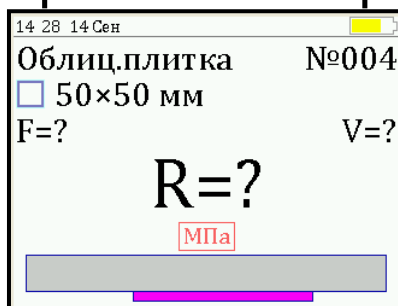 14 28 14 Сен
Облиц.плитка №004
50×50 мм
F=? V=?
R=?
МПа